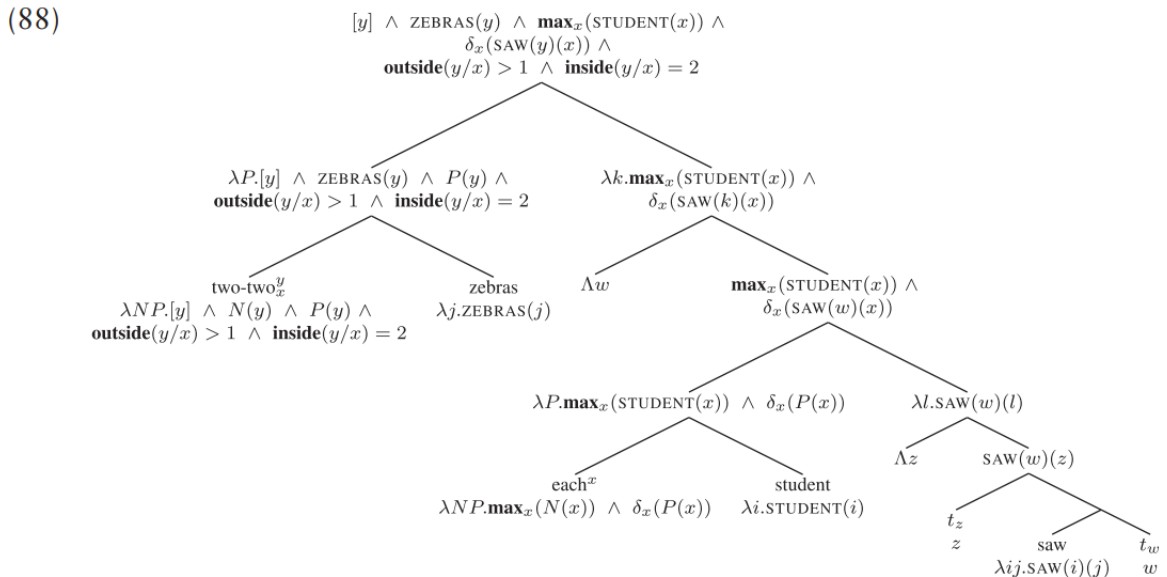 (88)
[y] ∧ ZEBRAS(y) ∧ max_x(STUDENT(x)) ∧
δ_x(SAW(y)(x)) ∧
outside(y/x) > 1 ∧ inside(y/x) = 2
λP.[y] ∧ ZEBRAS(y) ∧ P(y) ∧
outside(y/x) > 1 ∧ inside(y/x) = 2
λk.max_x(STUDENT(x)) ∧
δ_x(SAW(k)(x))
two-two^y_x
λNP.[y] ∧ N(y) ∧ P(y) ∧
outside(y/x) > 1 ∧ inside(y/x) = 2
zebras
λj.ZEBRAS(j)
Λw
max_x(STUDENT(x)) ∧
δ_x(SAW(w)(x))
λP.max_x(STUDENT(x)) ∧ δ_x(P(x))
λl.SAW(w)(l)
each^x
λNP.max_x(N(x)) ∧ δ_x(P(x))
student
λi.STUDENT(i)
Λz
SAW(w)(z)
t_z
z
saw
λij.SAW(i)(j)
t_w
w